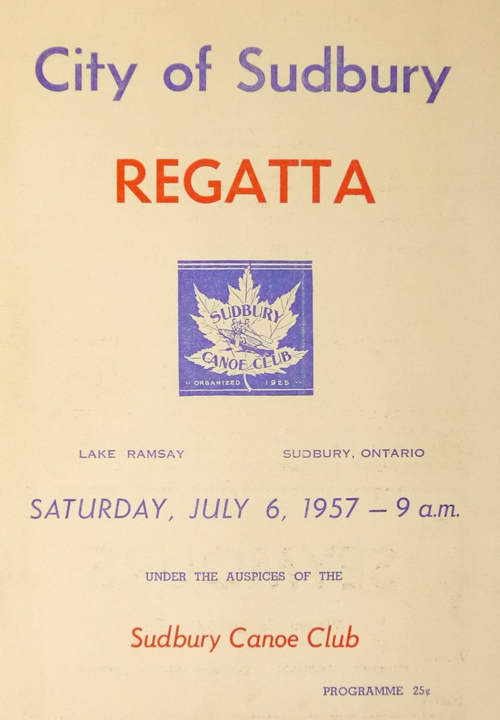 City of Sudbury
REGATTA
SUDBURY
CANOE CLUB
ORGANIZED 1925
LAKE RAMSAY SUDBURY, ONTARIO
SATURDAY, JULY 6, 1957 — 9 a.m.
UNDER THE AUSPICES OF THE
Sudbury Canoe Club
PROGRAMME 25¢